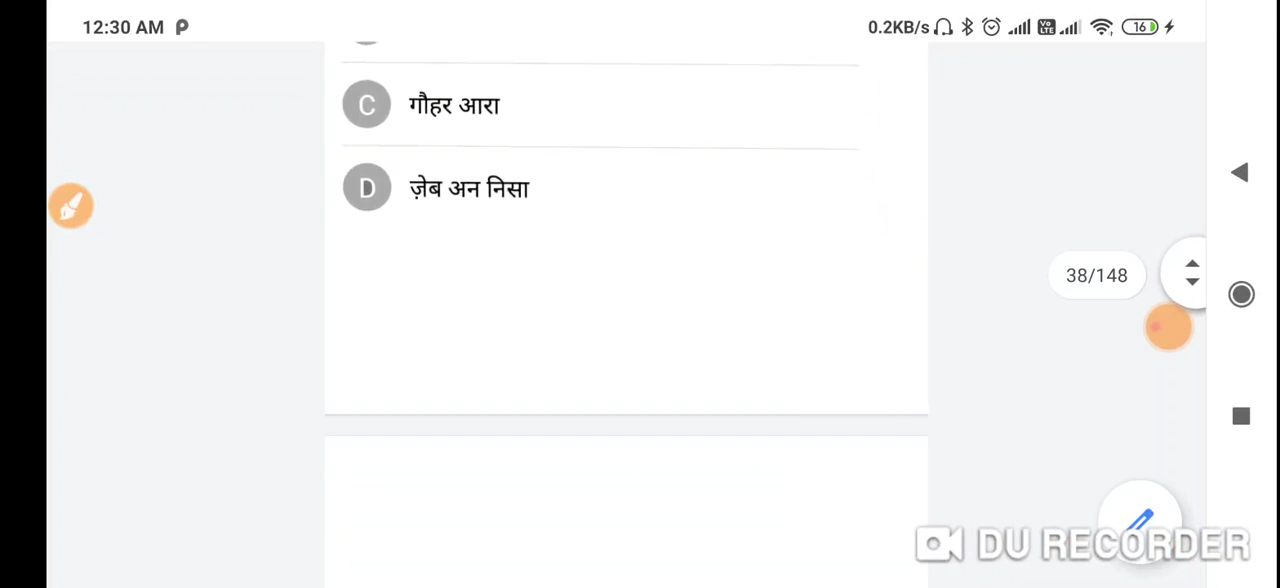 12:30 AM
0.2KB/s
16
C गौहर आरा
D ज़ेब अन निसा
38/148
DU RECORDER